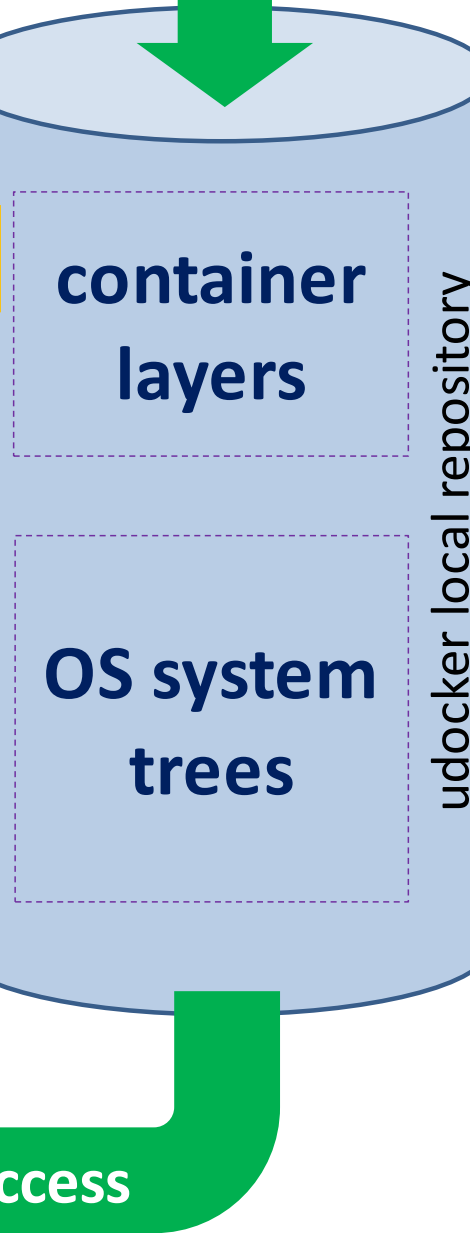 container
layers
udocker local repository
OS system
trees
ccess